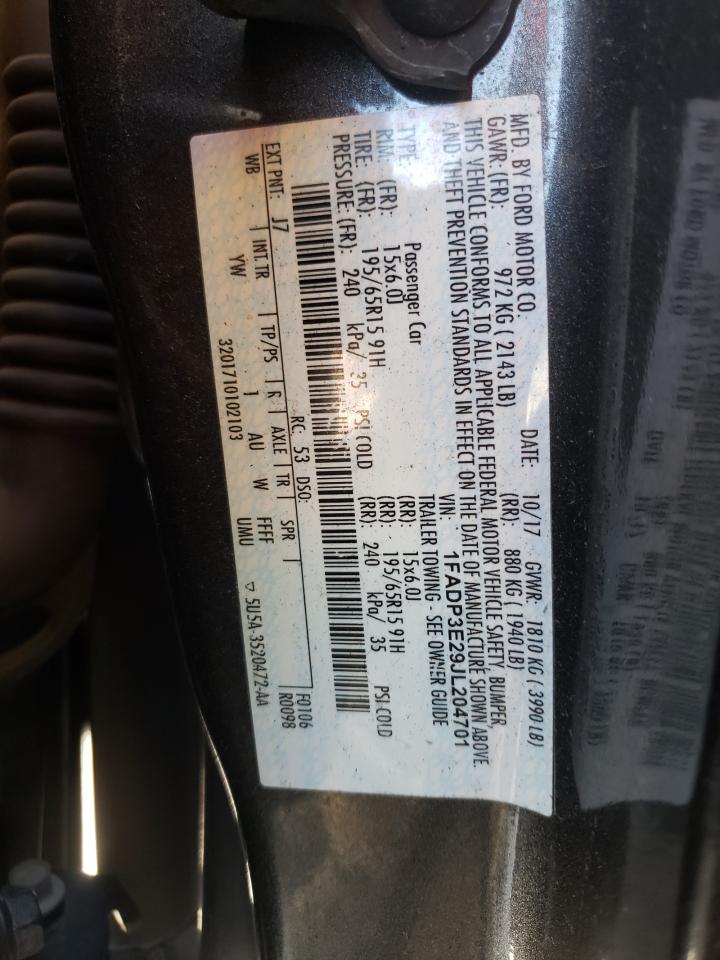 MFD. BY FORD MOTOR CO.
DATE: 10/17 GVWR: 1810 KG ( 3990 LB)
GAWR: (FR): 972 KG ( 2143 LB) (RR): 880 KG ( 1940 LB)
THIS VEHICLE CONFORMS TO ALL APPLICABLE FEDERAL MOTOR VEHICLE SAFETY, BUMPER,
AND THEFT PREVENTION STANDARDS IN EFFECT ON THE DATE OF MANUFACTURE SHOWN ABOVE.
VIN: 1FADP3E29JL204701
TYPE: Passenger Car TRAILER TOWING - SEE OWNER GUIDE
RIM: (FR): 15x6.0J (RR): 15x6.0J
TIRE: (FR): 195/65R15 91H (RR): 195/65R15 91H
PRESSURE: (FR): 240 kPa/ 35 PSI COLD (RR): 240 kPa/ 35 PSI COLD
RC: 53 DSO: F0106
EXT PNT: J7 R0098
WB INT.TR TP/PS R AXLE TR SPR
YW 1 AU W FFFF
3201710102103 UMU ▽ 5U5A-3520472-AA